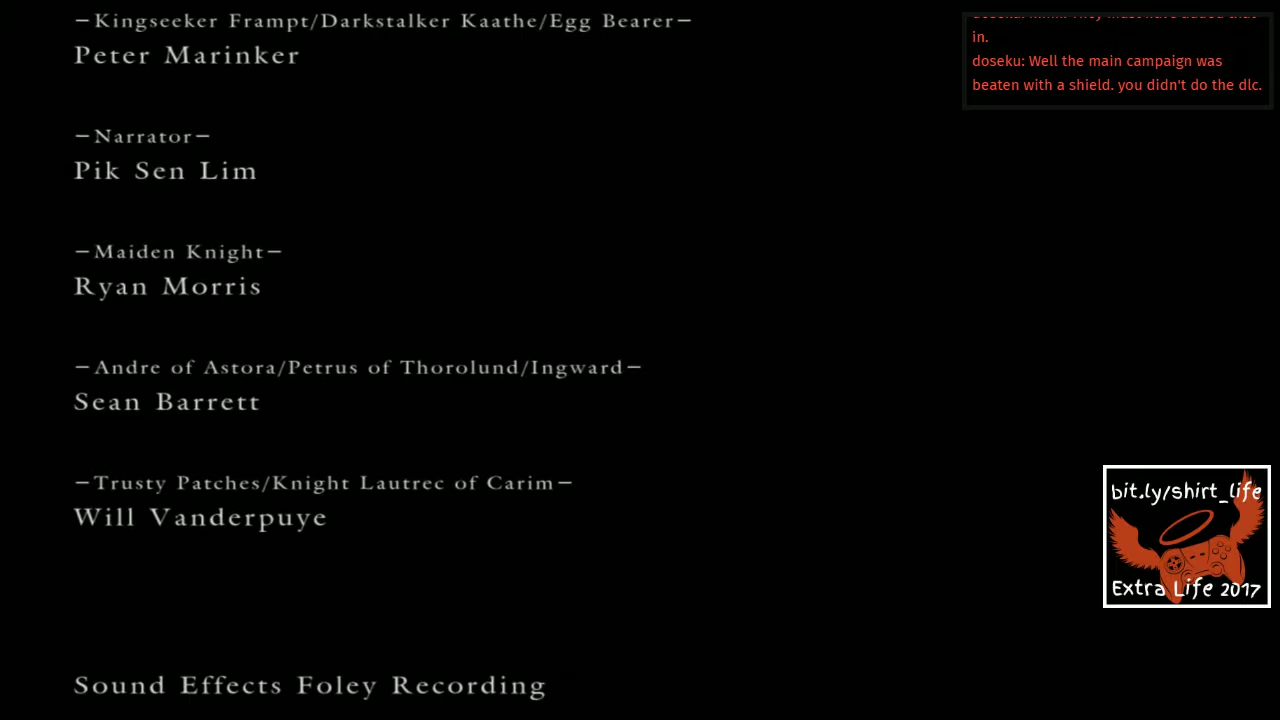 —Kingseeker Frampt/Darkstalker Kaathe/Egg Bearer—
Peter Marinker
—Narrator—
Pik Sen Lim
—Maiden Knight—
Ryan Morris
—Andre of Astora/Petrus of Thorolund/Ingward—
Sean Barrett
—Trusty Patches/Knight Lautrec of Carim—
Will Vanderpuye
Sound Effects Foley Recording
in.
doseku: Well the main campaign was
beaten with a shield. you didn't do the dlc.
bit.ly/shirt_life
Extra Life 2017